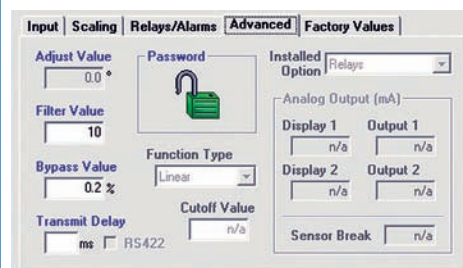 Input Scaling Relays/Alarms Advanced Factory Values
Adjust Value
0.0 °
Filter Value
10
Bypass Value
0.2 %
Transmit Delay
ms RS422
Password
Function Type
Linear
Cutoff Value
n/a
Installed Option Relays
Analog Output (mA)
Display 1 Output 1
n/a n/a
Display 2 Output 2
n/a n/a
Sensor Break n/a